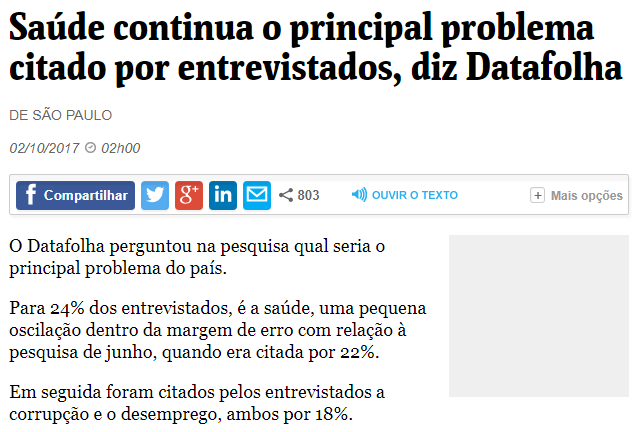 Saúde continua o principal problema
citado por entrevistados, diz Datafolha
DE SÃO PAULO
02/10/2017 02h00
f Compartilhar g+ in 803 OUVIR O TEXTO + Mais opções
O Datafolha perguntou na pesquisa qual seria o
principal problema do país.
Para 24% dos entrevistados, é a saúde, uma pequena
oscilação dentro da margem de erro com relação à
pesquisa de junho, quando era citada por 22%.
Em seguida foram citados pelos entrevistados a
corrupção e o desemprego, ambos por 18%.